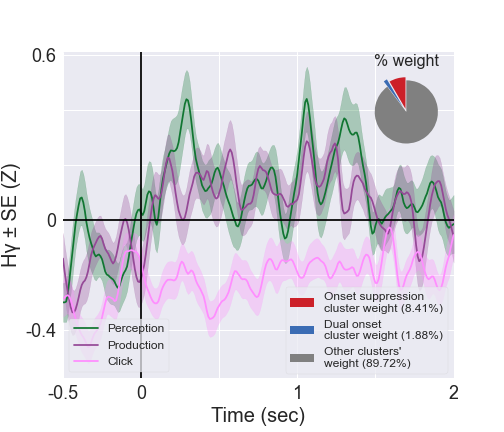 % weight
0.6
0
-0.4
Hγ ± SE (Z)
Perception
Production
Click
Onset suppression
cluster weight (8.41%)
Dual onset
cluster weight (1.88%)
Other clusters'
weight (89.72%)
-0.5
0
1
2
Time (sec)